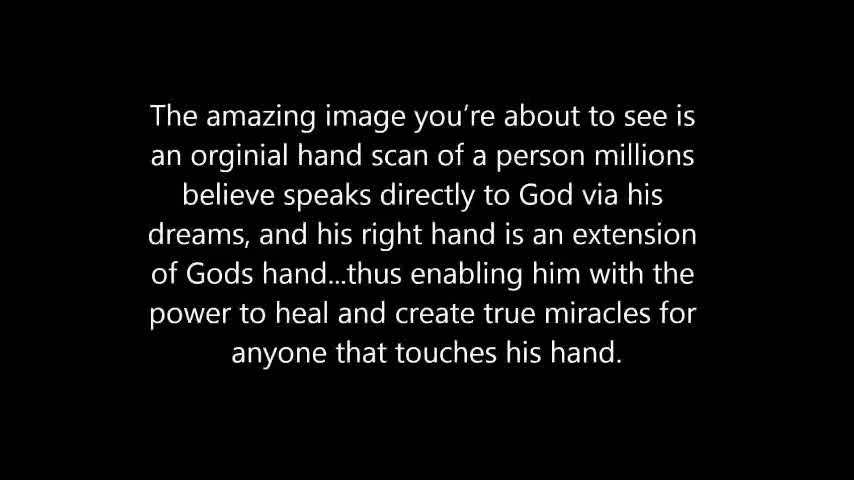 The amazing image you’re about to see is
an orginial hand scan of a person millions
believe speaks directly to God via his
dreams, and his right hand is an extension
of Gods hand...thus enabling him with the
power to heal and create true miracles for
anyone that touches his hand.